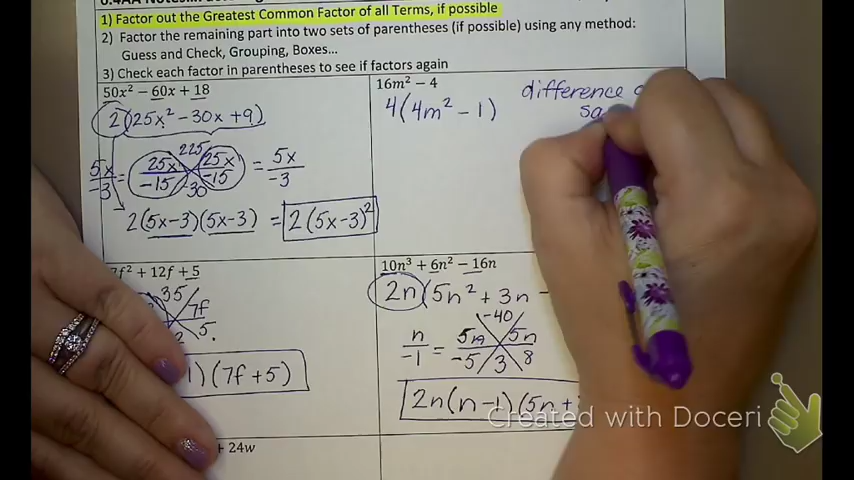 1) Factor out the Greatest Common Factor of all Terms, if possible
2) Factor the remaining part into two sets of parentheses (if possible) using any method:
Guess and Check, Grouping, Boxes...
3) Check each factor in parentheses to see if factors again
50x² − 60x + 18
2(25x² − 30x + 9)
225
5x/-3 = 25x/-15 25x/-15 = 5x/-3
-30
2(5x−3)(5x−3) = 2(5x−3)²
16m² − 4
4(4m² − 1)
difference
7f² + 12f + 5
35
7f
5
1)(7f+5)
10n³ + 6n² − 16n
2n(5n² + 3n −
-40
n/-1 = 5n/-5 5n/8
3
2n(n−1)(5n+
+ 24w
Created with Doceri